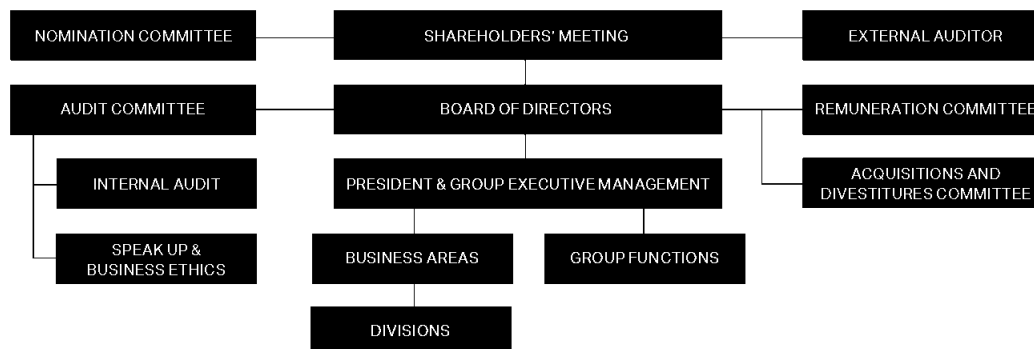 NOMINATION COMMITTEE
SHAREHOLDERS' MEETING
EXTERNAL AUDITOR
AUDIT COMMITTEE
BOARD OF DIRECTORS
REMUNERATION COMMITTEE
INTERNAL AUDIT
PRESIDENT & GROUP EXECUTIVE MANAGEMENT
ACQUISITIONS AND
DIVESTITURES COMMITTEE
SPEAK UP &
BUSINESS ETHICS
BUSINESS AREAS
GROUP FUNCTIONS
DIVISIONS